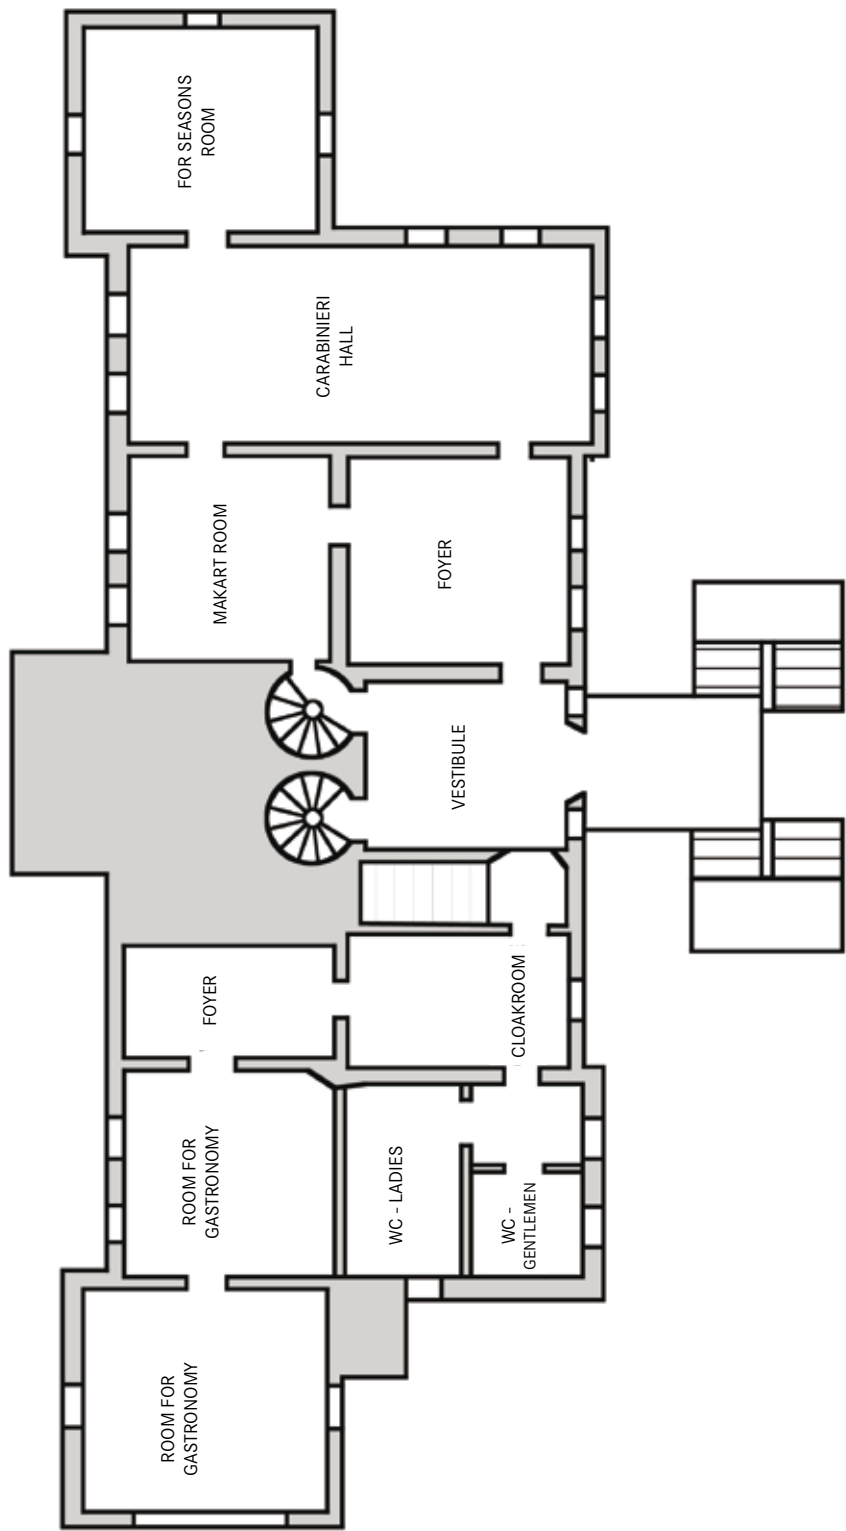 FOR SEASONS
ROOM
CARABINIERI
HALL
MAKART ROOM
FOYER
VESTIBULE
FOYER
CLOAKROOM
ROOM FOR
GASTRONOMY
WC - LADIES
WC -
GENTLEMEN
ROOM FOR
GASTRONOMY